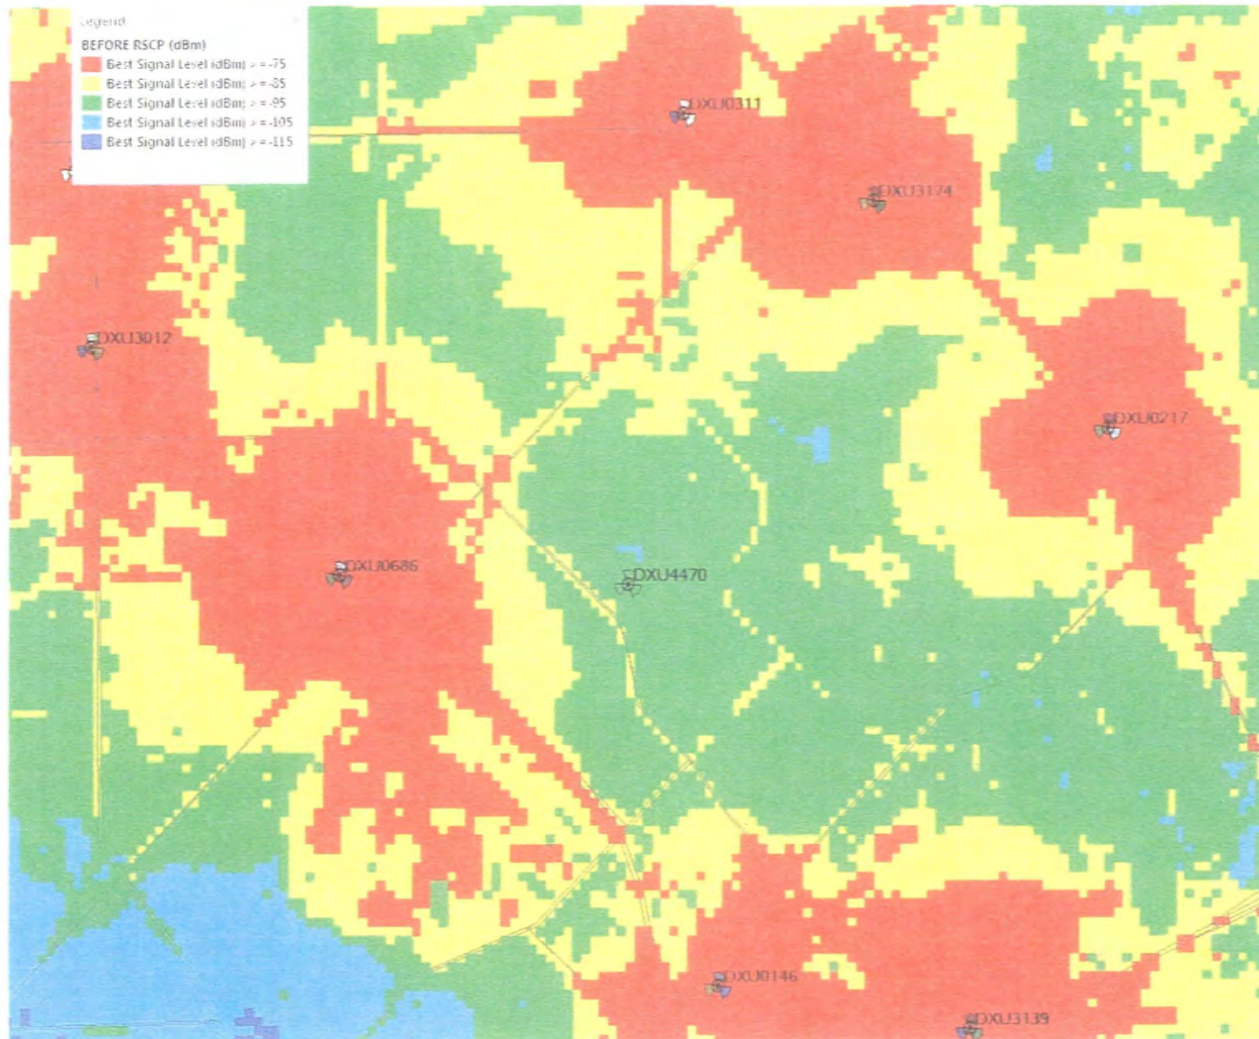 Legend
BEFORE RSCP (dBm)
Best Signal Level (dBm) >=-75
Best Signal Level (dBm) >=-85
Best Signal Level (dBm) >=-95
Best Signal Level (dBm) >=-105
Best Signal Level (dBm) >=-115
DXU0311
DXU3174
DXU3012
DXU0217
DXU0686
DXU4470
DXU0146
DXU3139